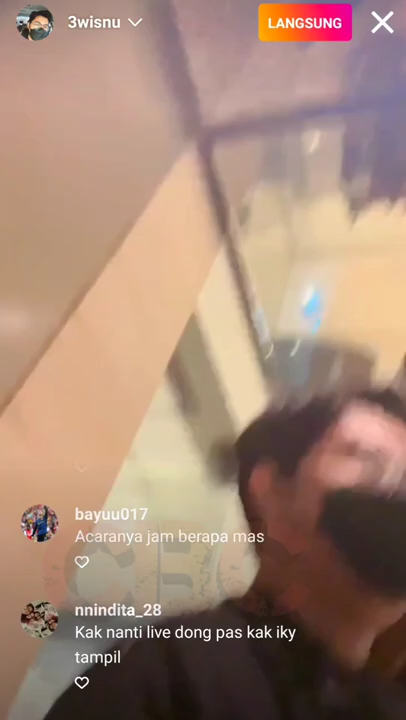 3wisnu
LANGSUNG
bayuu017
Acaranya jam berapa mas
nnindita_28
Kak nanti live dong pas kak iky
tampil